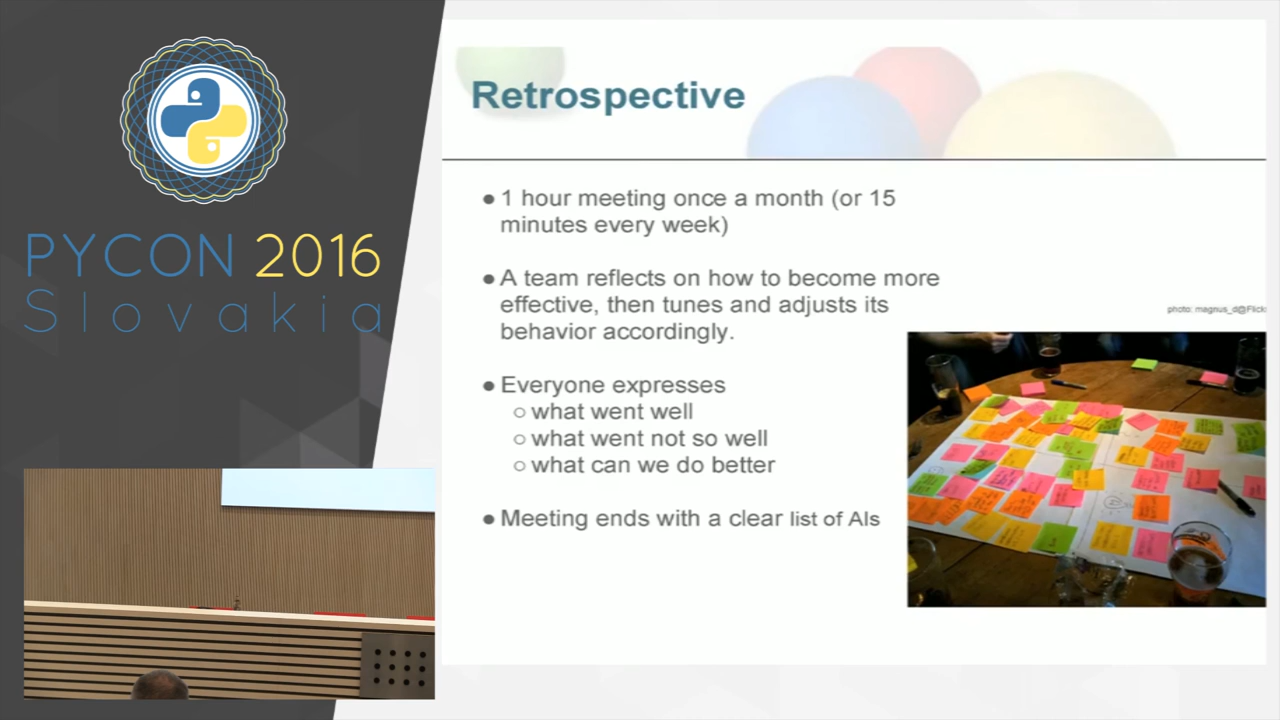 PYCON 2016
Slovakia
Retrospective
● 1 hour meeting once a month (or 15
minutes every week)
● A team reflects on how to become more
effective, then tunes and adjusts its
behavior accordingly.
● Everyone expresses
○ what went well
○ what went not so well
○ what can we do better
● Meeting ends with a clear list of AIs
photo: magnus_d@Flick